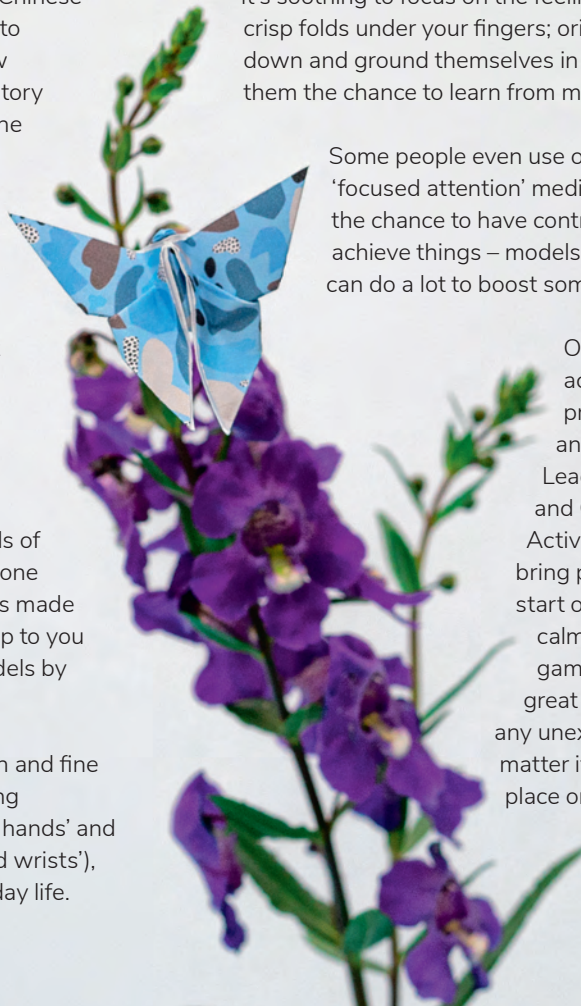 Chinese
to
tory
ls of
one
s made
p to you
dels by
and fine
ng
hands’ and
d wrists’),
day life.
It’s soothing to focus on the feeli
crisp folds under your fingers; ori
down and ground themselves in
them the chance to learn from m
Some people even use o
‘focused attention’ medi
the chance to have contr
achieve things – models
can do a lot to boost som
O
ac
pr
an
Lea
and
Activ
bring p
start o
calm
gam
great
any unex
matter i
place o